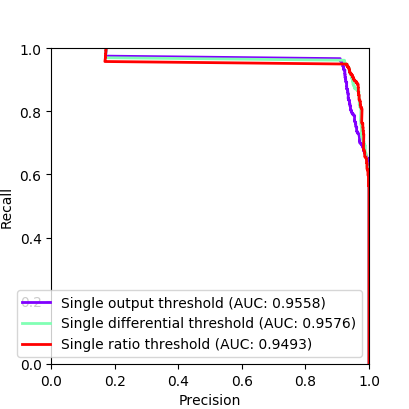 1.0
0.8
0.6
0.4
0.2
0.0
Recall
Single output threshold (AUC: 0.9558)
Single differential threshold (AUC: 0.9576)
Single ratio threshold (AUC: 0.9493)
0.0 0.2 0.4 0.6 0.8 1.0
Precision